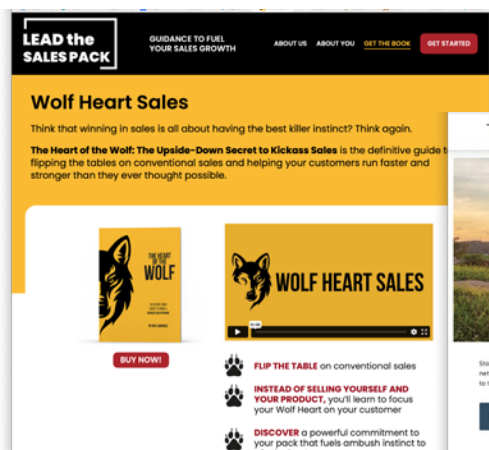 LEAD the
SALES PACK
GUIDANCE TO FUEL
YOUR SALES GROWTH
ABOUT US ABOUT YOU GET THE BOOK GET STARTED
Wolf Heart Sales
Think that winning in sales is all about having the best killer instinct? Think again.
The Heart of the Wolf: The Upside-Down Secret to Kickass Sales is the definitive guide
flipping the tables on conventional sales and helping your customers run faster and
stronger than they ever thought possible.
THE HEART
OF THE
WOLF
WOLF HEART SALES
BUY NOW!
FLIP THE TABLE on conventional sales
INSTEAD OF SELLING YOURSELF AND
YOUR PRODUCT, you'll learn to focus
your Wolf Heart on your customer
DISCOVER a powerful commitment to
your pack that fuels ambush instinct to